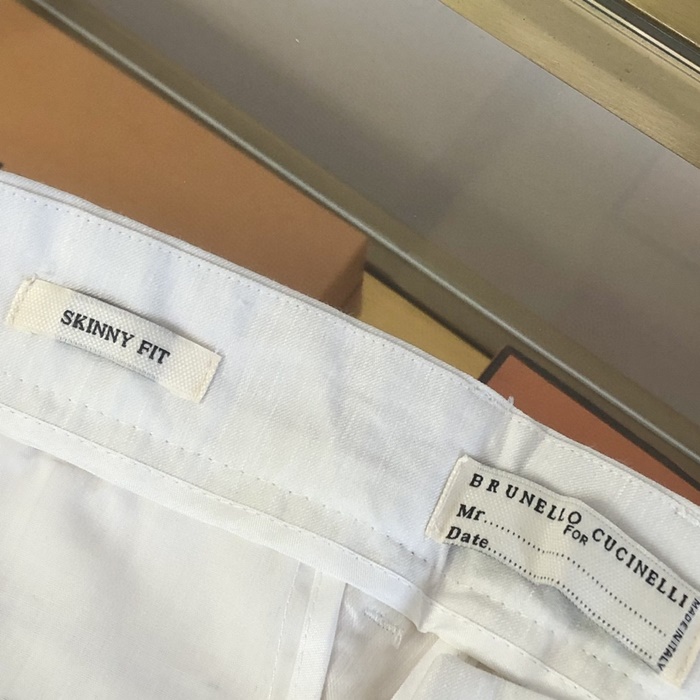 SKINNY FIT
BRUNELLO CUCINELLI
FOR
Mr........................
Date........................
MADE IN ITALY